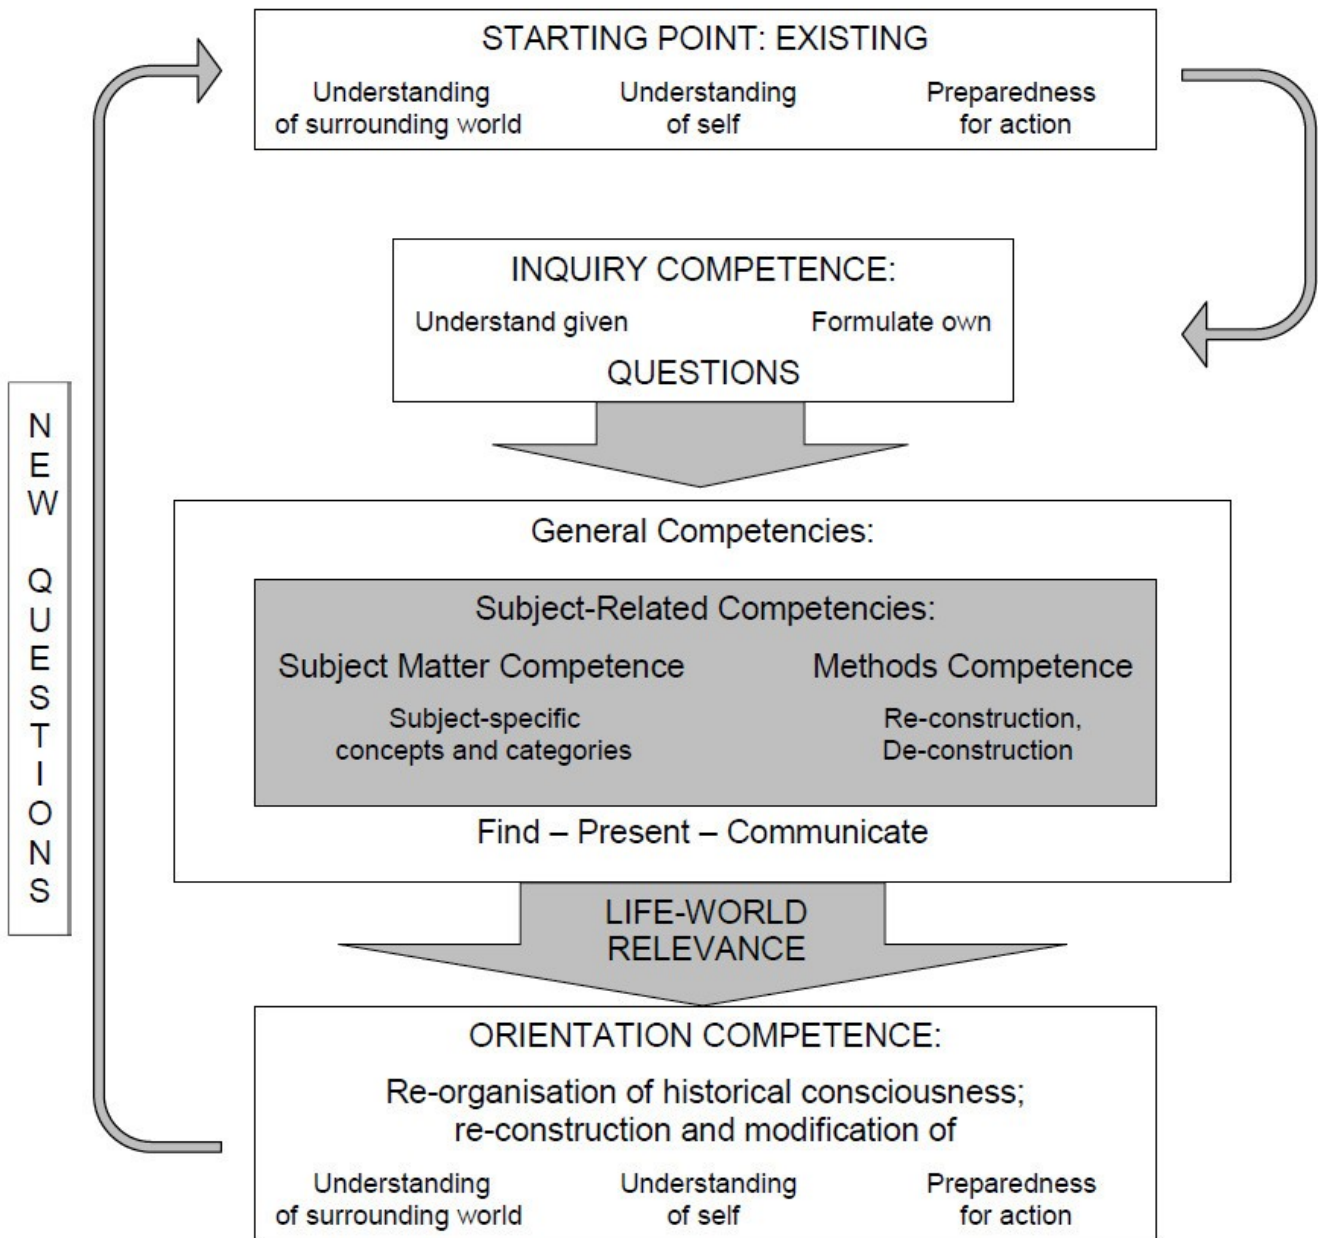 STARTING POINT: EXISTING
Understanding
of surrounding world
Understanding
of self
Preparedness
for action
INQUIRY COMPETENCE:
Understand given
Formulate own
QUESTIONS
NEW QUESTIONS
General Competencies:
Subject-Related Competencies:
Subject Matter Competence
Subject-specific
concepts and categories
Methods Competence
Re-construction,
De-construction
Find – Present – Communicate
LIFE-WORLD
RELEVANCE
ORIENTATION COMPETENCE:
Re-organisation of historical consciousness;
re-construction and modification of
Understanding
of surrounding world
Understanding
of self
Preparedness
for action